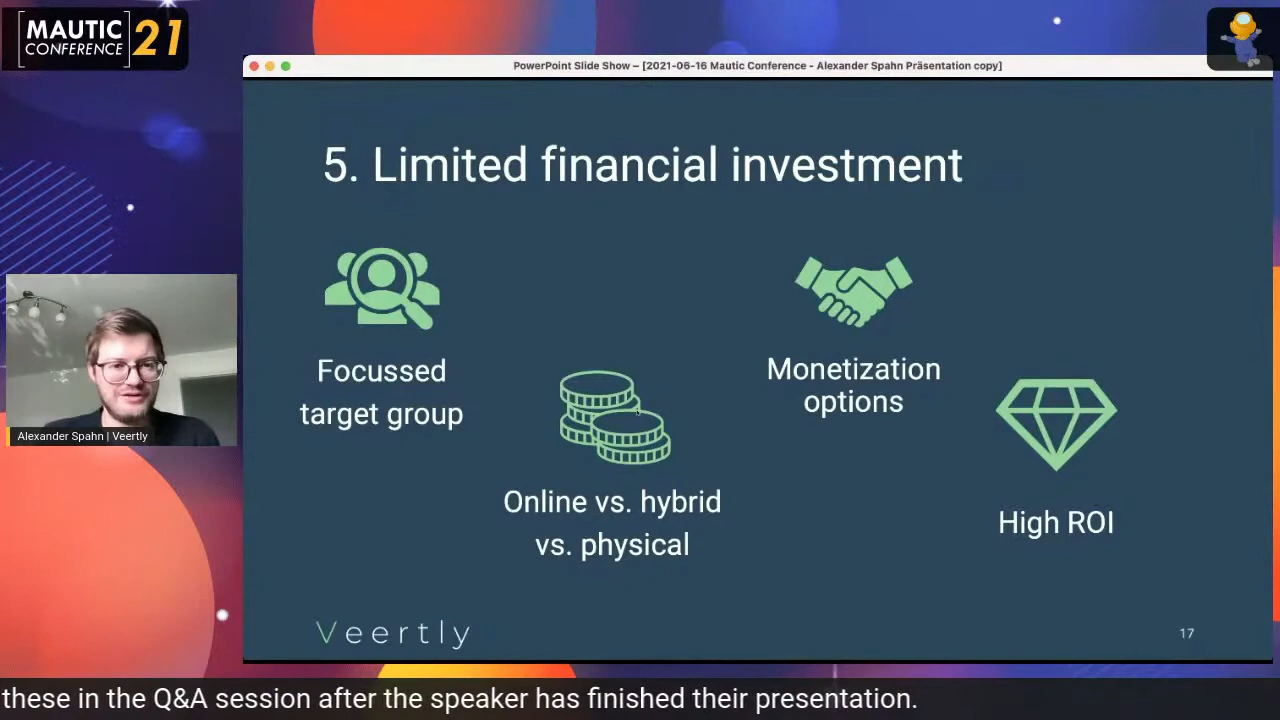 MAUTIC
CONFERENCE
21
PowerPoint Slide Show – [2021-06-16 Mautic Conference - Alexander Spahn Präsentation copy]
5. Limited financial investment
Focussed
target group
Online vs. hybrid
vs. physical
Monetization
options
High ROI
Alexander Spahn | Veertly
Veertly
17
these in the Q&A session after the speaker has finished their presentation.